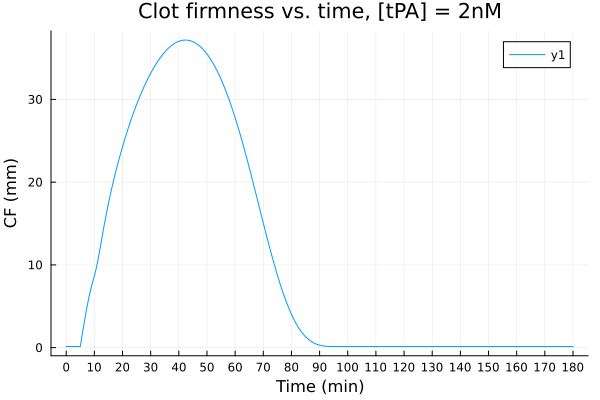 Clot firmness vs. time, [tPA] = 2nM
y1
CF (mm)
30
20
10
0
0 10 20 30 40 50 60 70 80 90 100 110 120 130 140 150 160 170 180
Time (min)